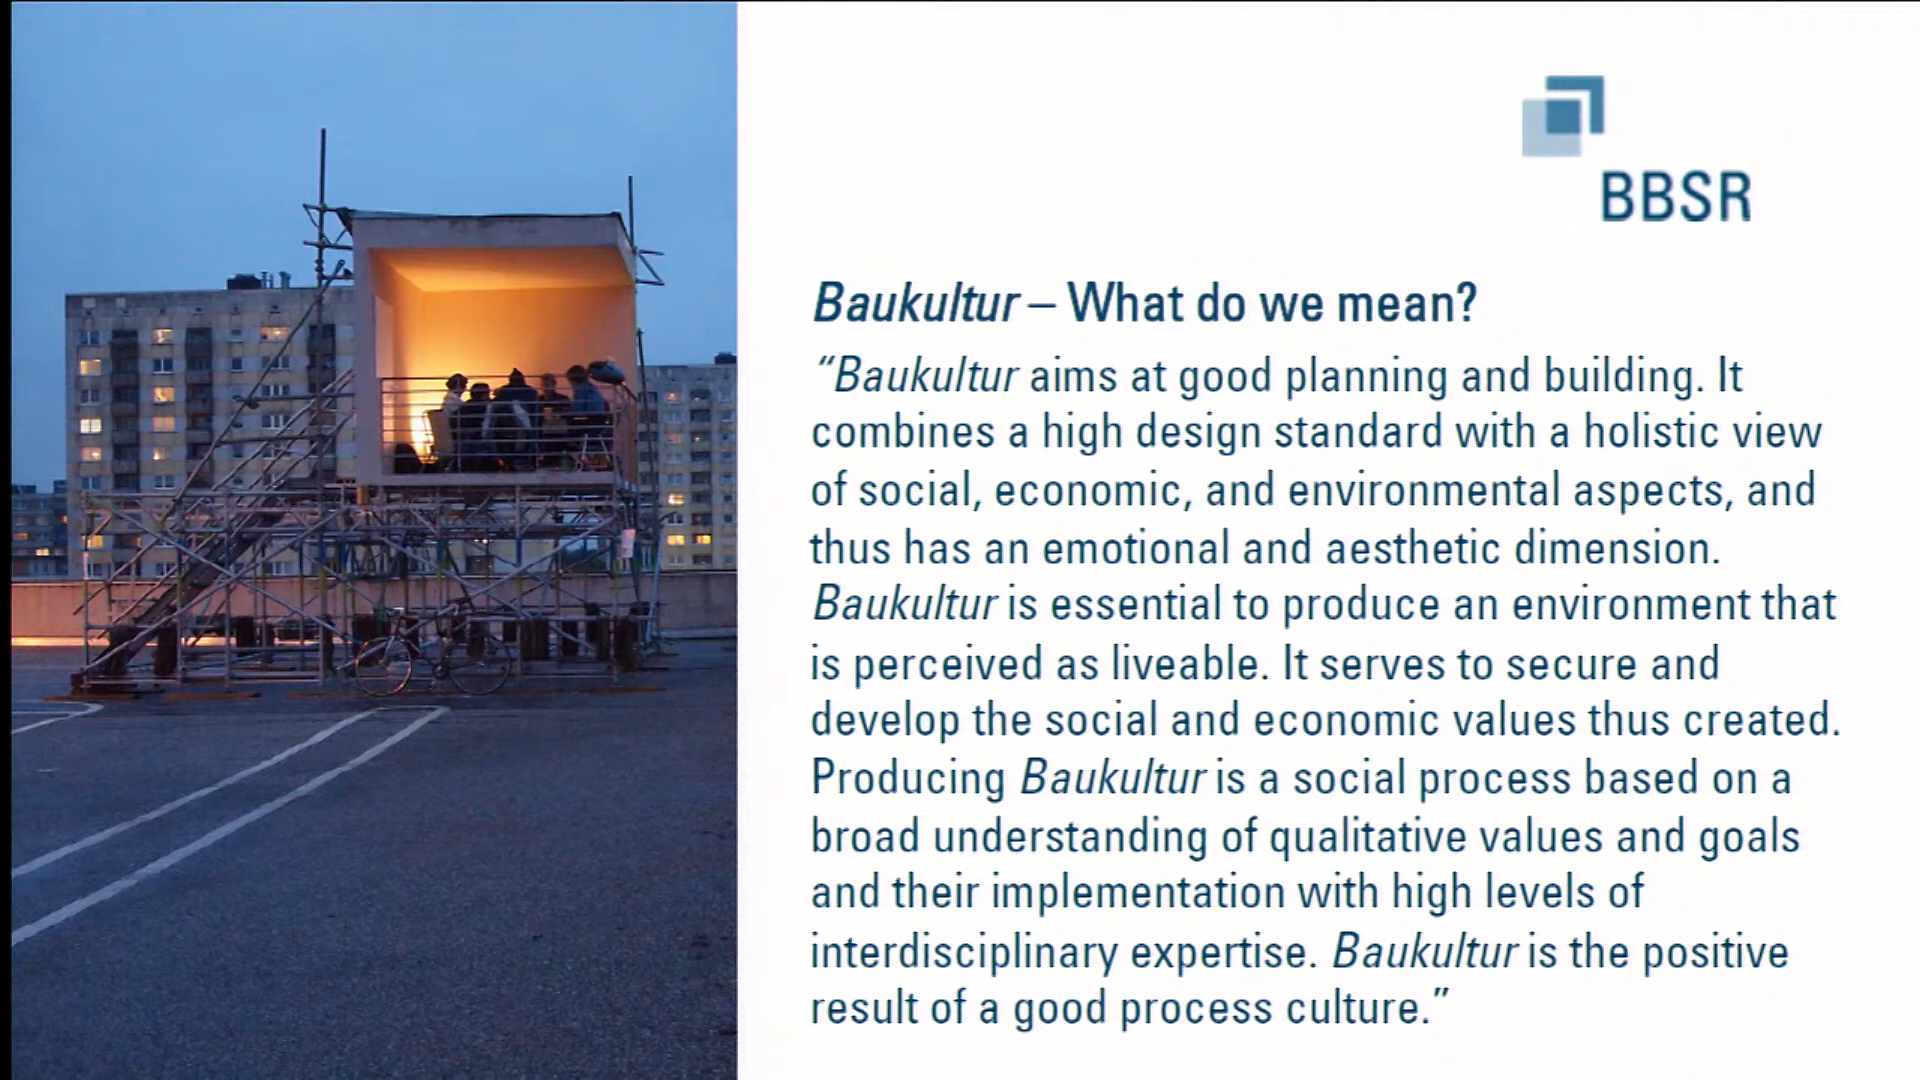 BBSR
Baukultur – What do we mean?
“Baukultur aims at good planning and building. It
combines a high design standard with a holistic view
of social, economic, and environmental aspects, and
thus has an emotional and aesthetic dimension.
Baukultur is essential to produce an environment that
is perceived as liveable. It serves to secure and
develop the social and economic values thus created.
Producing Baukultur is a social process based on a
broad understanding of qualitative values and goals
and their implementation with high levels of
interdisciplinary expertise. Baukultur is the positive
result of a good process culture.”